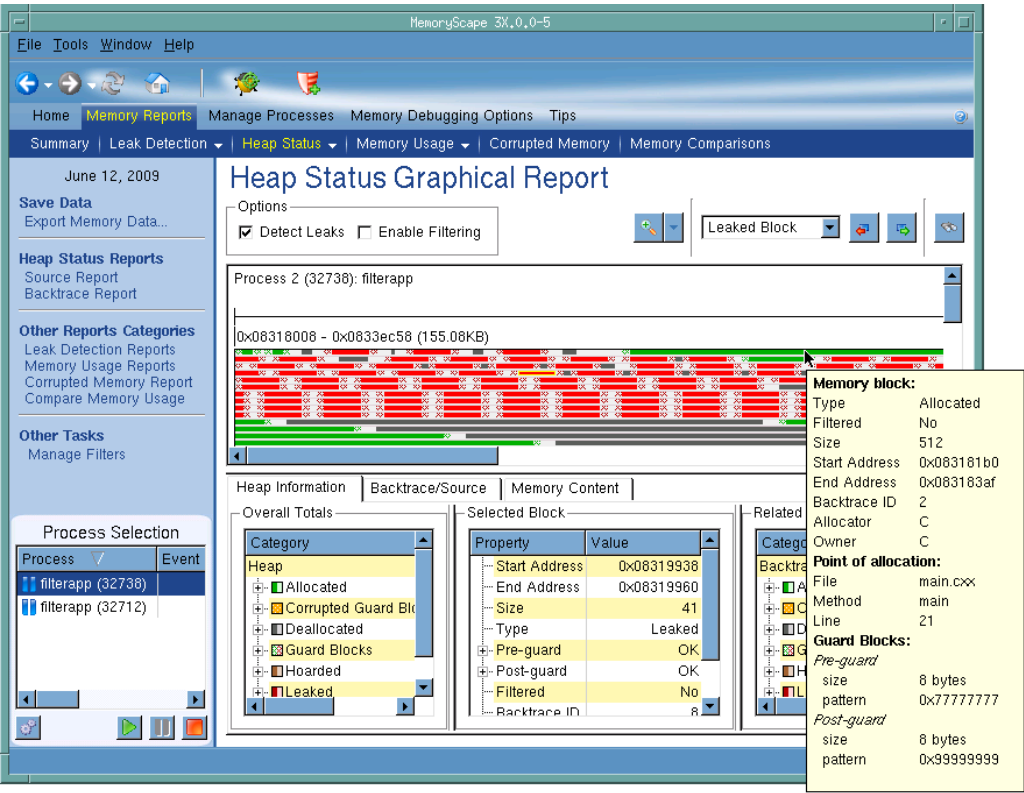 MemoryScape 3X.0.0-5
File Tools Window Help
Home Memory Reports Manage Processes Memory Debugging Options Tips
Summary | Leak Detection | Heap Status | Memory Usage | Corrupted Memory | Memory Comparisons
June 12, 2009
Save Data
Export Memory Data...
Heap Status Reports
Source Report
Backtrace Report
Other Reports Categories
Leak Detection Reports
Memory Usage Reports
Corrupted Memory Report
Compare Memory Usage
Other Tasks
Manage Filters
Process Selection
Process Event
filterapp (32738)
filterapp (32712)
Heap Status Graphical Report
Options
Detect Leaks Enable Filtering
Leaked Block
Process 2 (32738): filterapp
0x08318008 - 0x0833ec58 (155.08KB)
Heap Information Backtrace/Source Memory Content
Overall Totals
Category
Heap
Allocated
Corrupted Guard Blo
Deallocated
Guard Blocks
Hoarded
Leaked
Selected Block
Property Value
Start Address 0x08319938
End Address 0x08319960
Size 41
Type Leaked
Pre-guard OK
Post-guard OK
Filtered No
Backtrace ID 8
Related
Catego
Backtra
A
C
D
G
H
L
Memory block:
Type Allocated
Filtered No
Size 512
Start Address 0x083181b0
End Address 0x083183af
Backtrace ID 2
Allocator C
Owner C
Point of allocation:
File main.cxx
Method main
Line 21
Guard Blocks:
Pre-guard
size 8 bytes
pattern 0x77777777
Post-guard
size 8 bytes
pattern 0x99999999